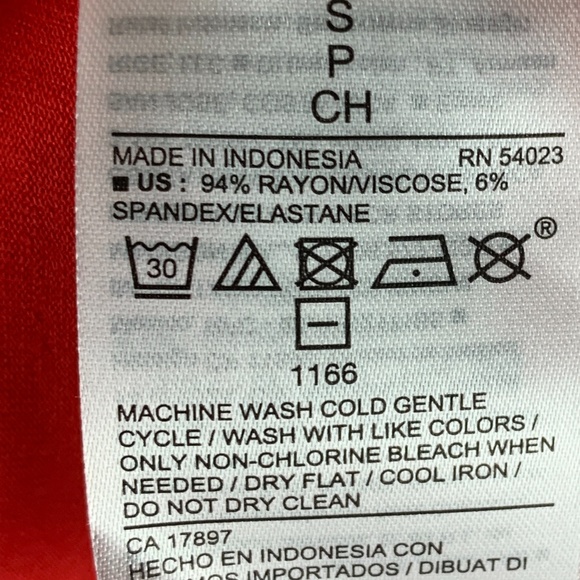 S
P
CH
MADE IN INDONESIA RN 54023
US : 94% RAYON/VISCOSE, 6%
SPANDEX/ELASTANE
30 ®
1166
MACHINE WASH COLD GENTLE
CYCLE / WASH WITH LIKE COLORS /
ONLY NON-CHLORINE BLEACH WHEN
NEEDED / DRY FLAT / COOL IRON /
DO NOT DRY CLEAN
CA 17897
HECHO EN INDONESIA CON
IMPORTADOS / DIBUAT DI